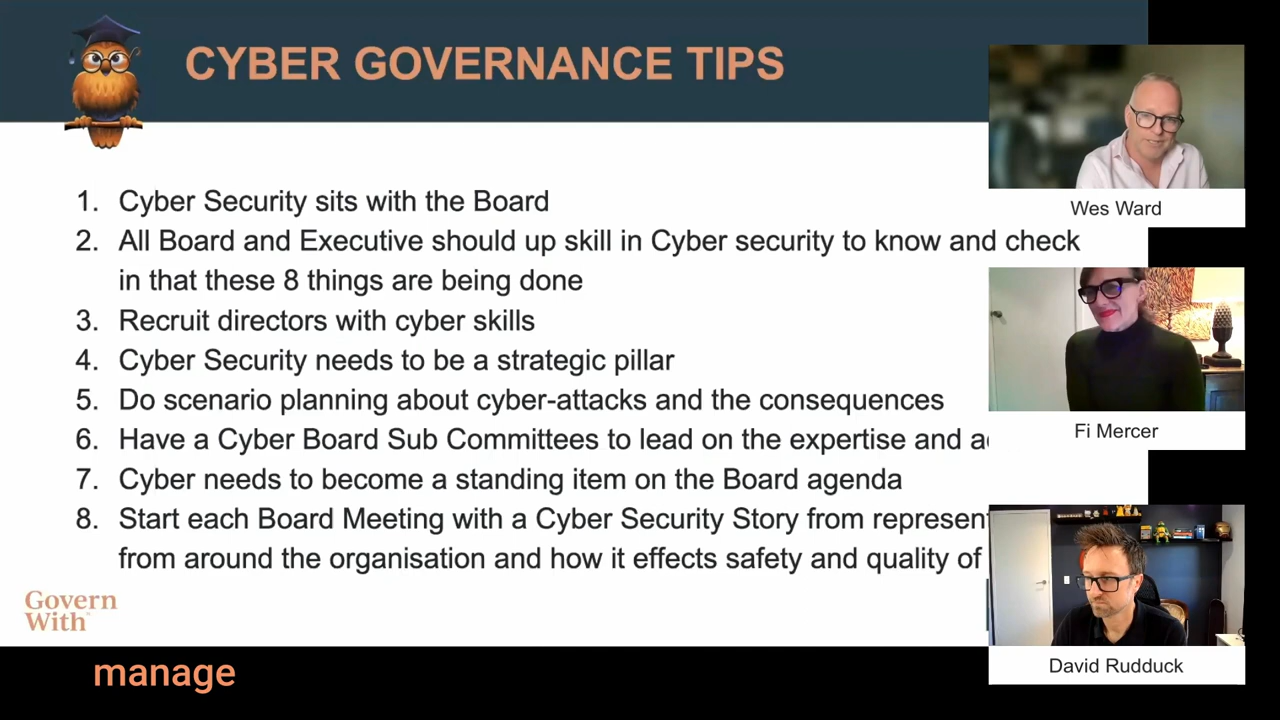 CYBER GOVERNANCE TIPS
1. Cyber Security sits with the Board
2. All Board and Executive should up skill in Cyber security to know and check
in that these 8 things are being done
3. Recruit directors with cyber skills
4. Cyber Security needs to be a strategic pillar
5. Do scenario planning about cyber-attacks and the consequences
6. Have a Cyber Board Sub Committees to lead on the expertise and
7. Cyber needs to become a standing item on the Board agenda
8. Start each Board Meeting with a Cyber Security Story from
from around the organisation and how it effects safety and quality of
Govern
With
manage
Wes Ward
Fi Mercer
David Rudduck